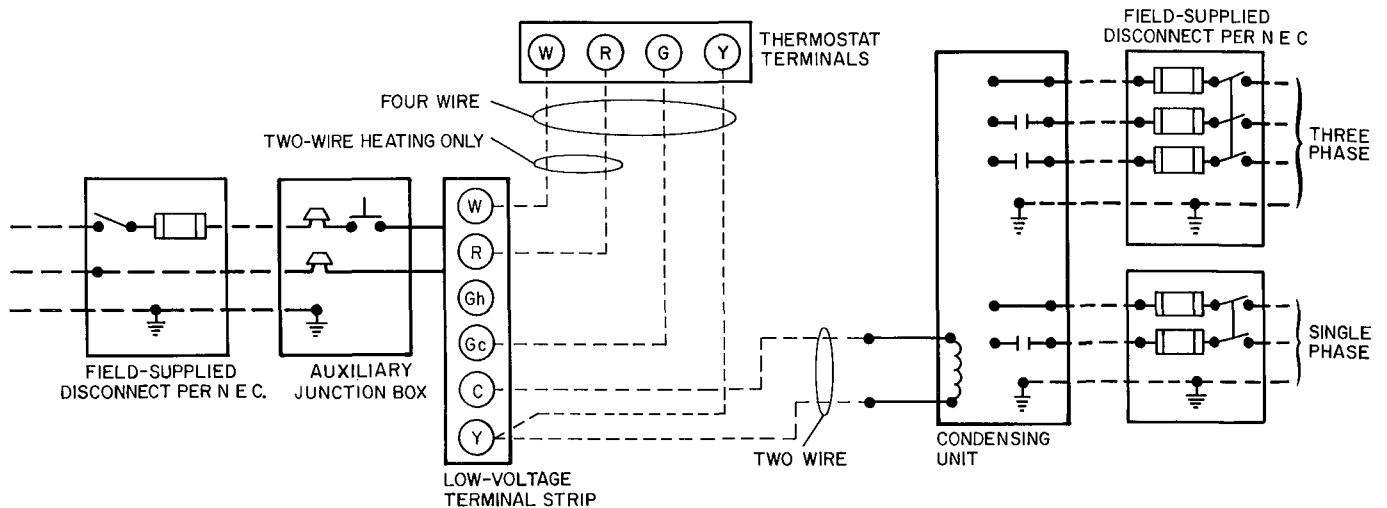 FIELD-SUPPLIED
DISCONNECT PER N E C
W R G Y
THERMOSTAT
TERMINALS
FOUR WIRE
TWO-WIRE HEATING ONLY
THREE
PHASE
W
R
Gh
Gc
C
Y
SINGLE
PHASE
FIELD-SUPPLIED
DISCONNECT PER N E C.
AUXILIARY
JUNCTION BOX
LOW-VOLTAGE
TERMINAL STRIP
TWO WIRE
CONDENSING
UNIT